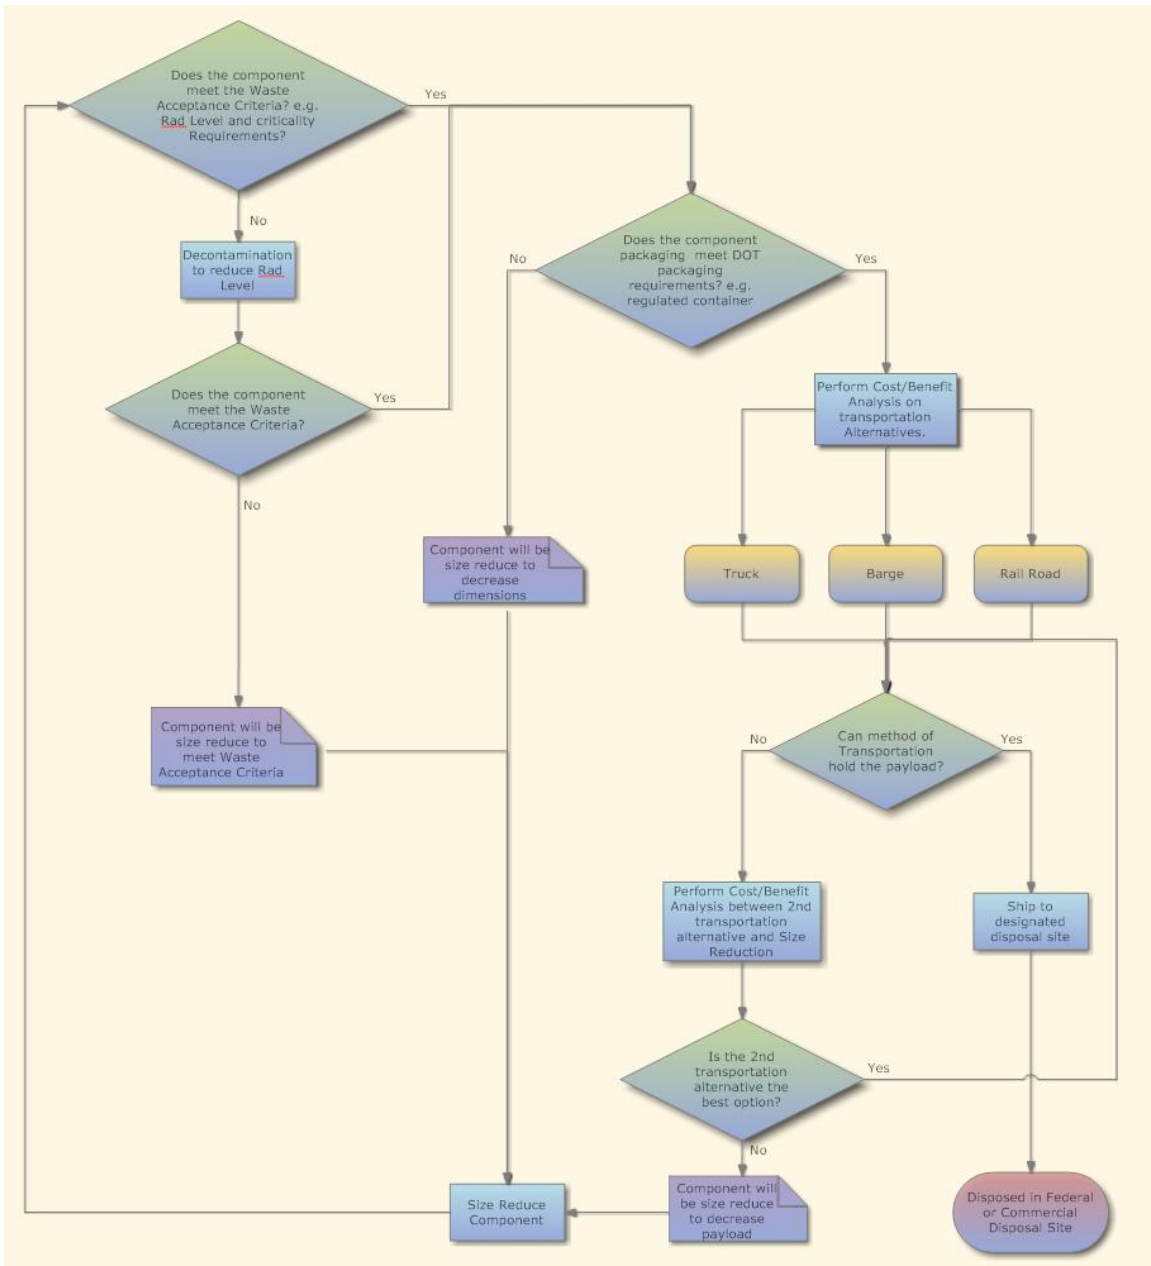 Does the component
meet the Waste
Acceptance Criteria? e.g.
Rad Level and criticality
Requirements?
Yes
No
Decontamination
to reduce Rad
Level
Does the component
meet the Waste
Acceptance Criteria?
Yes
No
Component will be
size reduce to
meet Waste
Acceptance Criteria
Does the component
packaging meet DOT
packaging
requirements? e.g.
regulated container
No
Yes
Component will be
size reduce to
decrease
dimensions
Perform Cost/Benefit
Analysis on
transportation
Alternatives.
Truck
Barge
Rail Road
Can method of
Transportation
hold the payload?
No
Yes
Perform Cost/Benefit
Analysis between 2nd
transportation
alternative and Size
Reduction
Ship to
designated
disposal site
Is the 2nd
transportation
alternative the
best option?
Yes
No
Component will
be size reduce
to decrease
payload
Size Reduce
Component
Disposed in Federal
or Commercial
Disposal Site